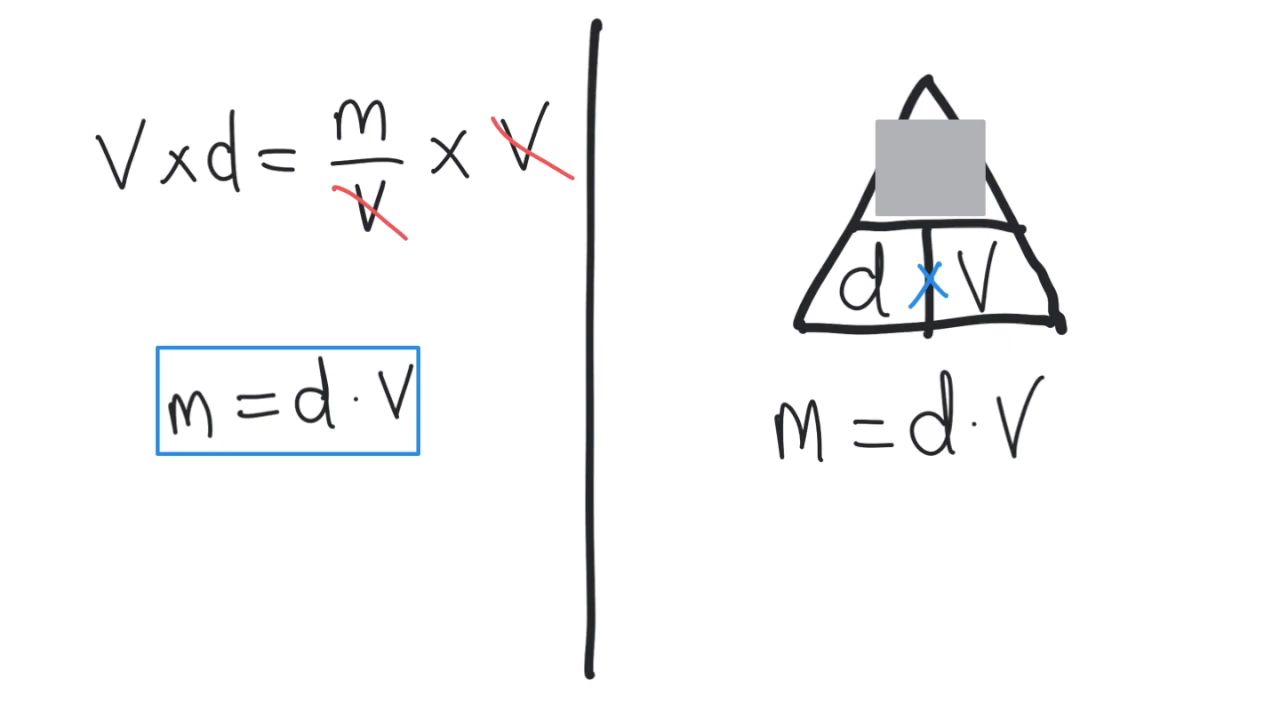 V x d = m/V x V
m = d · V
d x V
m = d · V